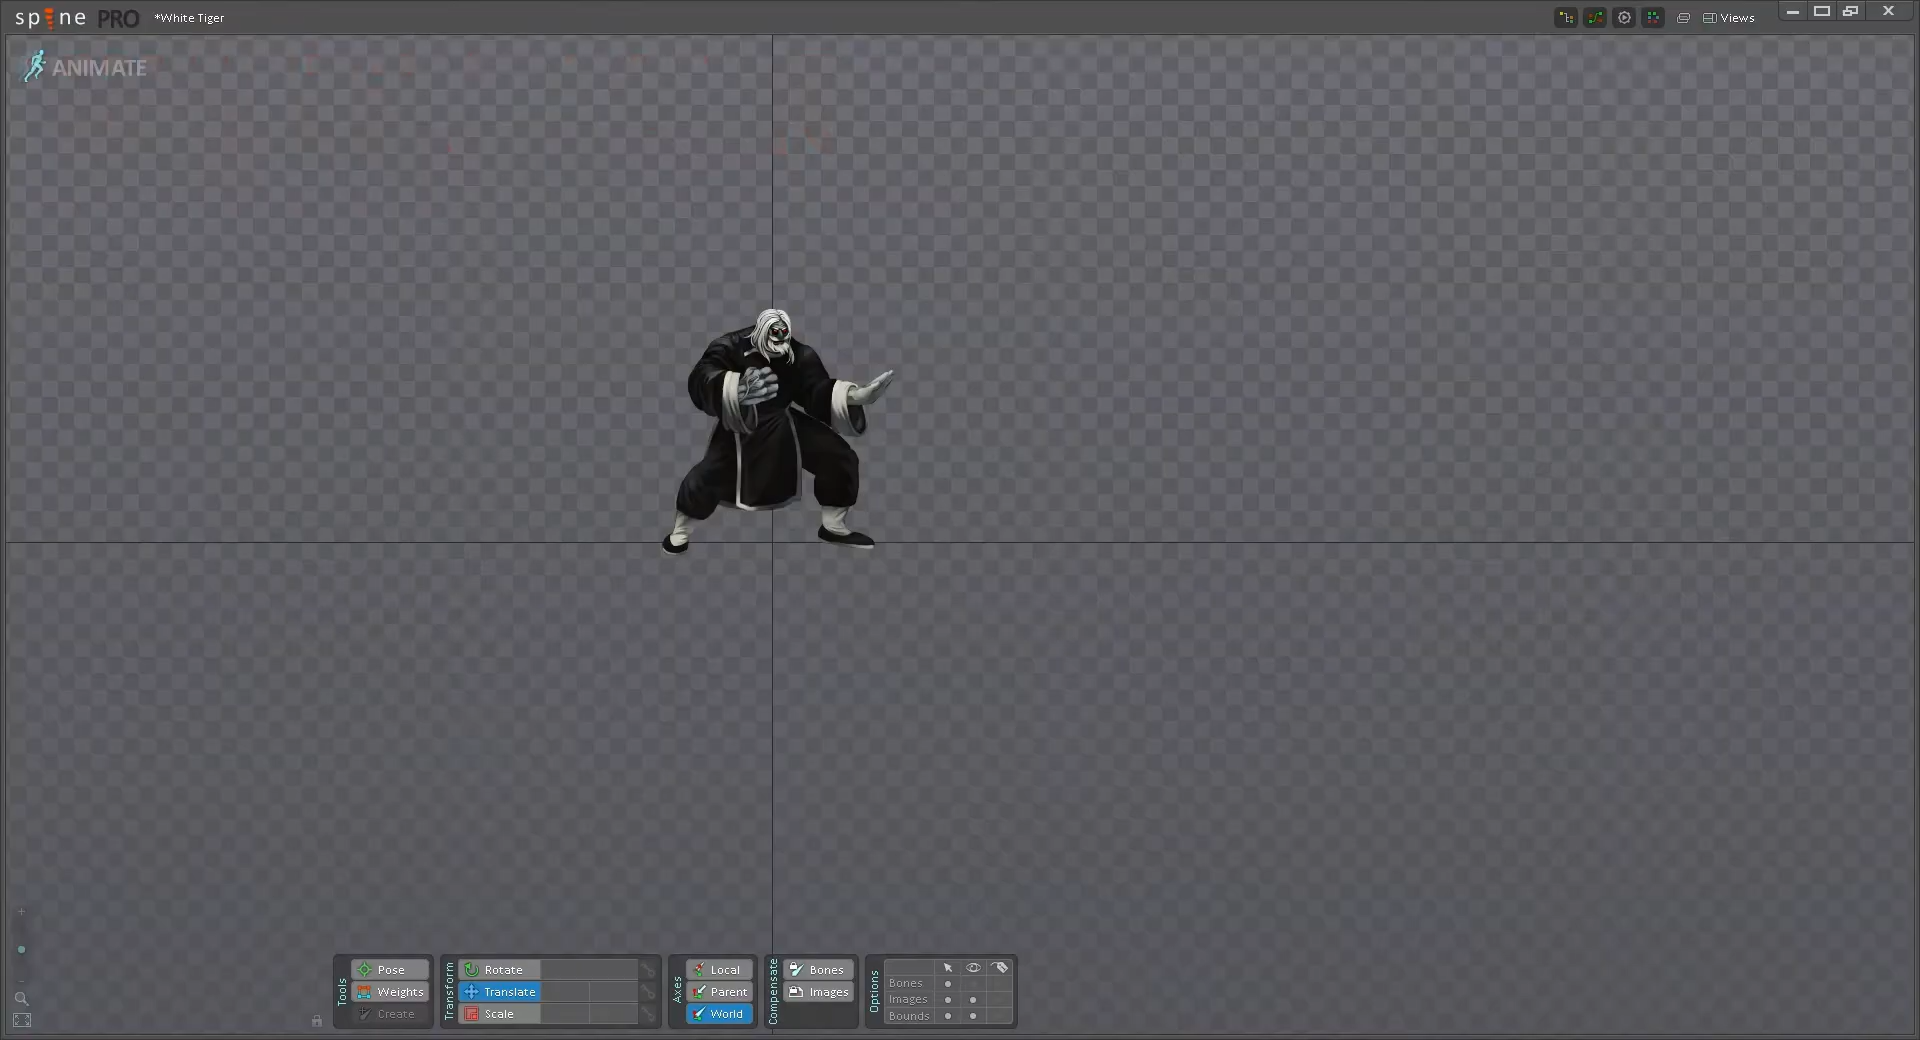 spine PRO *White Tiger Views
ANIMATE
Tools
Pose
Weights
Create
Transform
Rotate
Translate
Scale
Axes
Local
Parent
World
Compensate
Bones
Images
Options
Bones
Images
Bounds